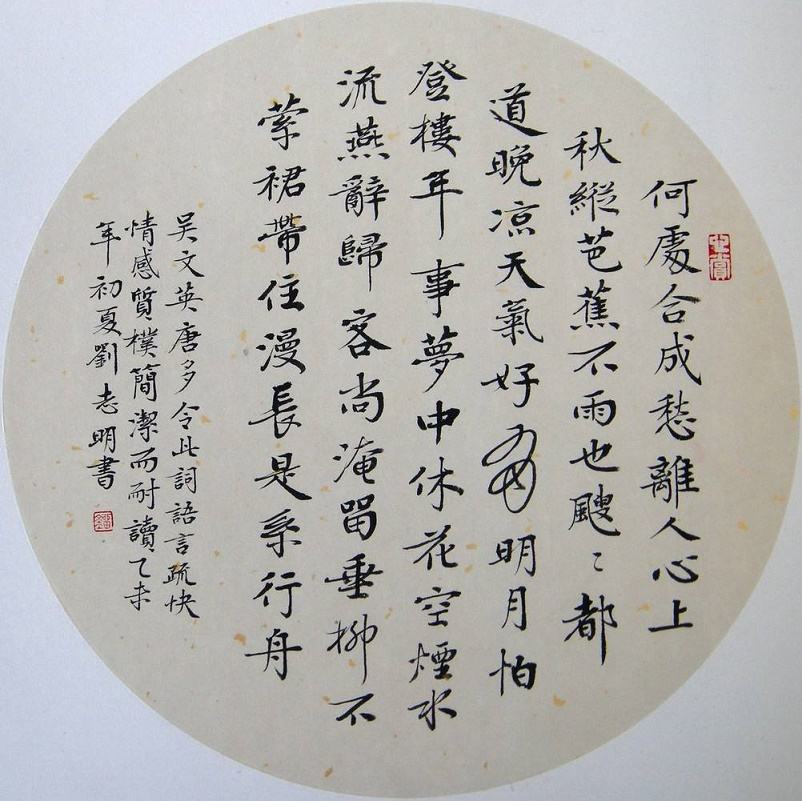 何處合成愁離人心上
秋縱芭蕉不雨也颼〻都
道晚涼天氣好有明月怕
登樓年事夢中休花空煙水
流燕辭歸客尚淹留垂柳不
縈裙帶住漫長是系行舟
吴文英唐多令此詞語言疏快
情感質樸簡潔而耐讀乙未
年初夏劉志明書